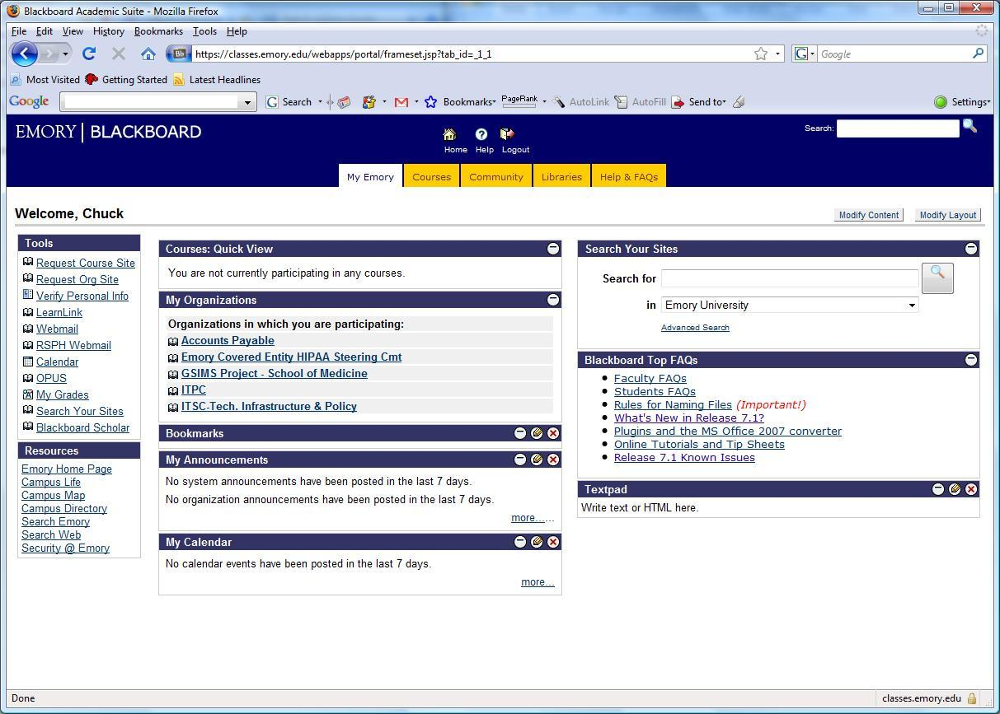 Blackboard Academic Suite - Mozilla Firefox
File Edit View History Bookmarks Tools Help
Bb https://classes.emory.edu/webapps/portal/frameset.jsp?tab_id=_1_1 G Google
Most Visited Getting Started Latest Headlines
Google G Search Bookmarks PageRank AutoLink AutoFill Send to Settings
EMORY | BLACKBOARD
Home Help Logout
Search:
My Emory Courses Community Libraries Help & FAQs
Welcome, Chuck
Modify Content Modify Layout
Tools
Request Course Site
Request Org Site
Verify Personal Info
LearnLink
Webmail
RSPH Webmail
Calendar
OPUS
My Grades
Search Your Sites
Blackboard Scholar
Resources
Emory Home Page
Campus Life
Campus Map
Campus Directory
Search Emory
Search Web
Security @ Emory
Courses: Quick View
You are not currently participating in any courses.
My Organizations
Organizations in which you are participating:
Accounts Payable
Emory Covered Entity HIPAA Steering Cmt
GSIMS Project - School of Medicine
ITPC
ITSC-Tech. Infrastructure & Policy
Bookmarks
My Announcements
No system announcements have been posted in the last 7 days.
No organization announcements have been posted in the last 7 days.
more......
My Calendar
No calendar events have been posted in the last 7 days.
more...
Search Your Sites
Search for
in Emory University
Advanced Search
Blackboard Top FAQs
Faculty FAQs
Students FAQs
Rules for Naming Files (Important!)
What's New in Release 7.1?
Plugins and the MS Office 2007 converter
Online Tutorials and Tip Sheets
Release 7.1 Known Issues
Textpad
Write text or HTML here.
Done
classes.emory.edu